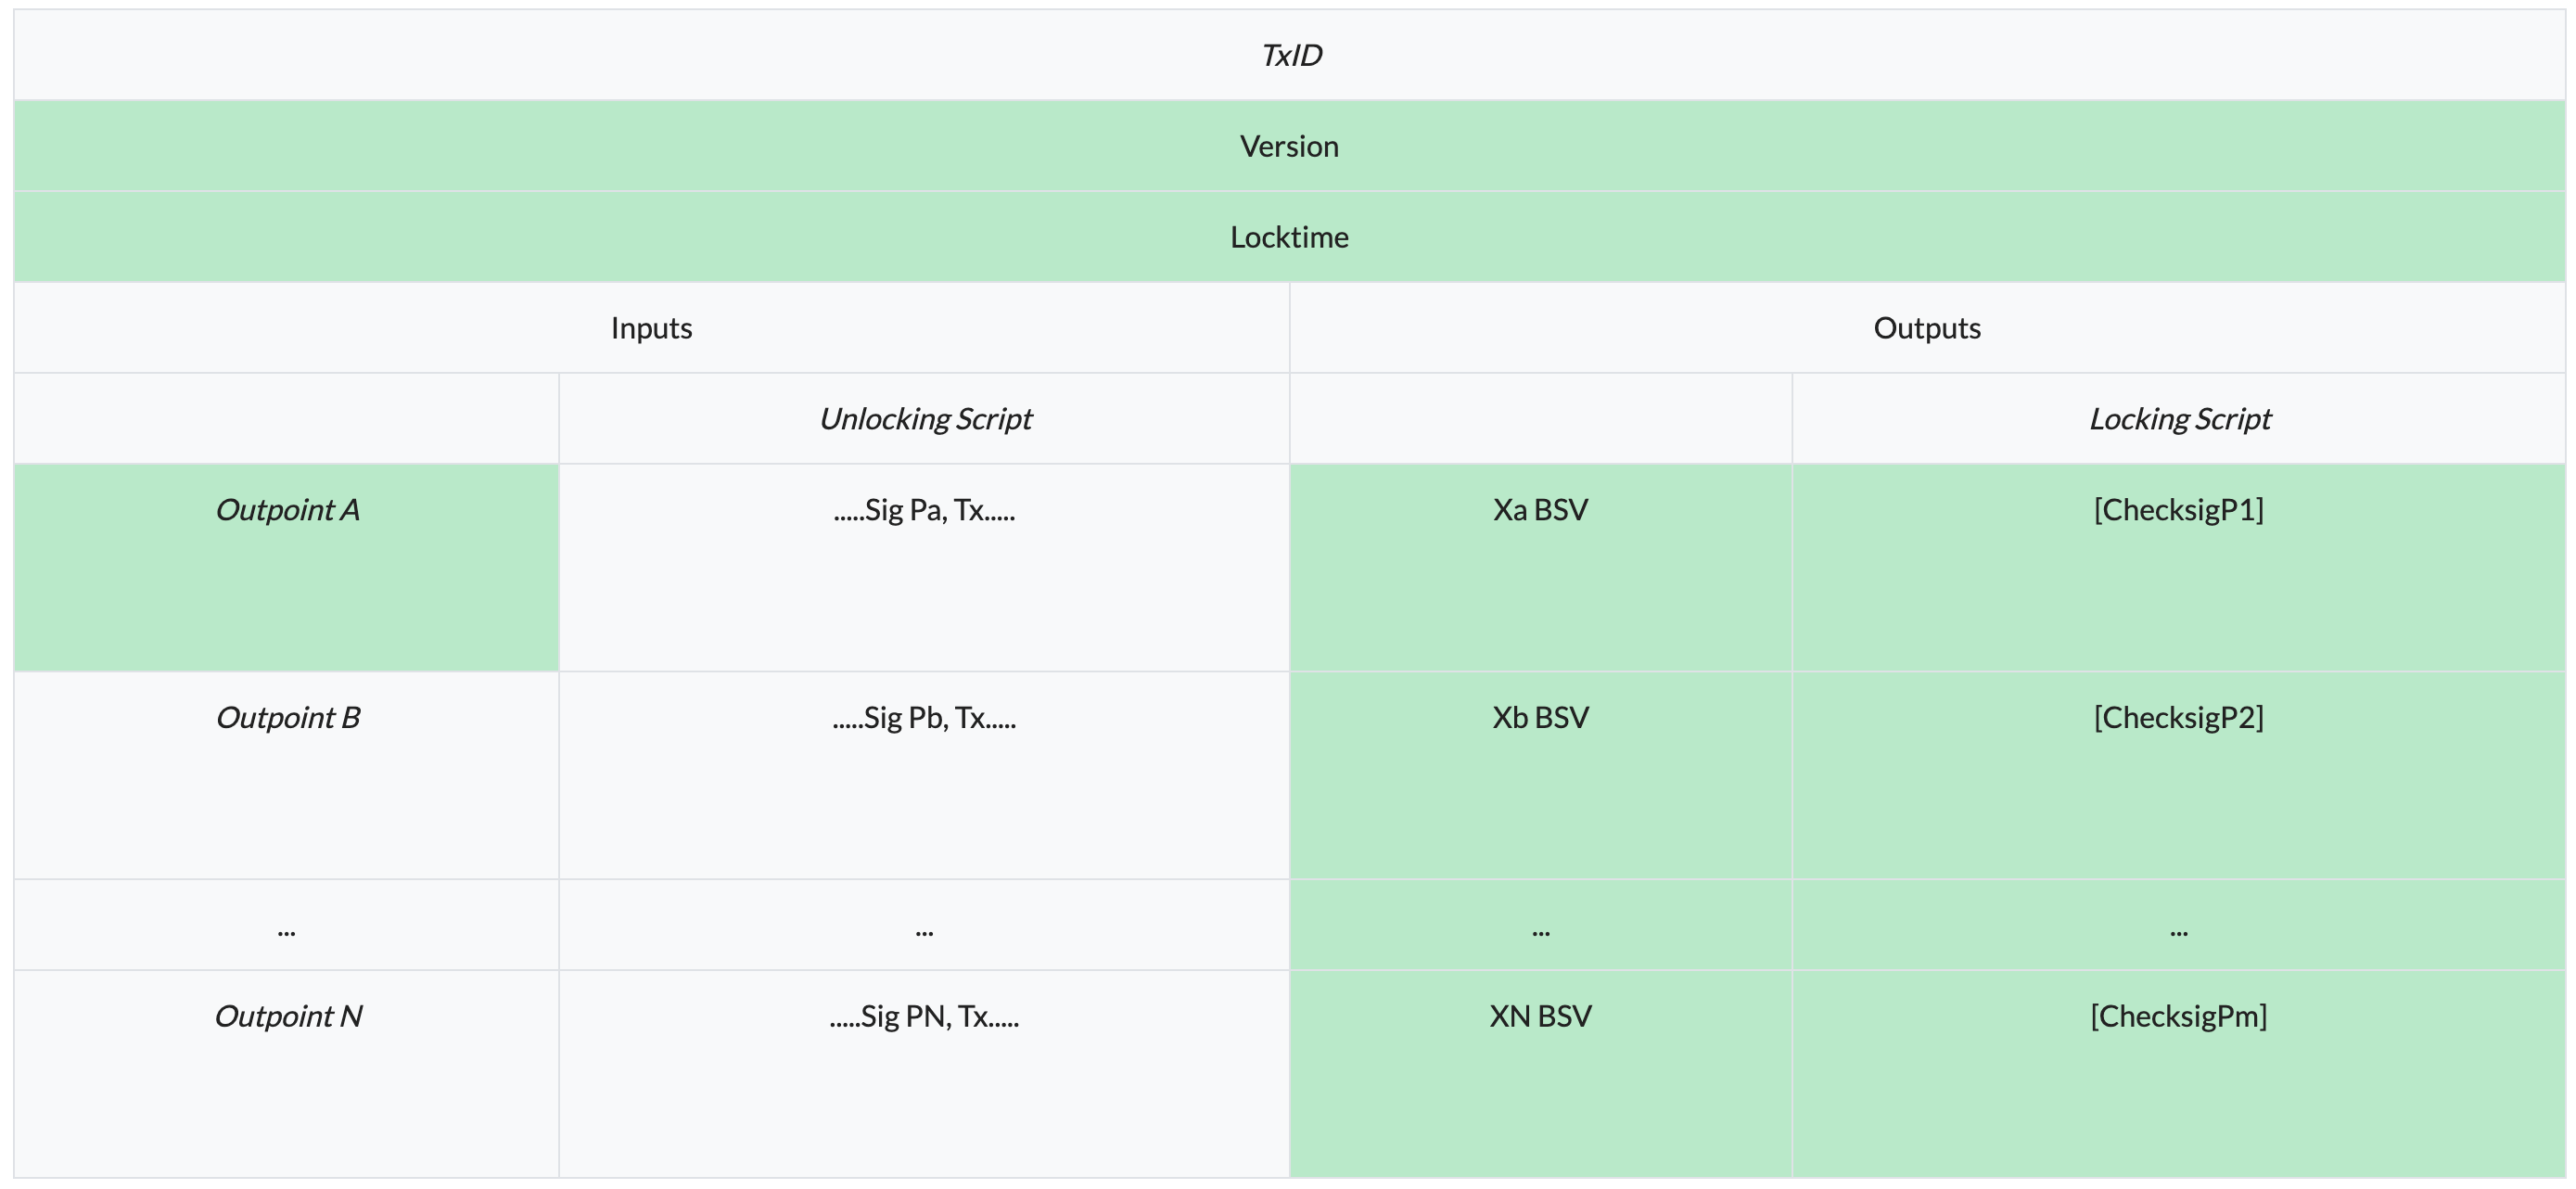 TxID
Version
Locktime
Inputs Outputs
Unlocking Script Locking Script
Outpoint A .....Sig Pa, Tx..... Xa BSV [ChecksigP1]
Outpoint B .....Sig Pb, Tx..... Xb BSV [ChecksigP2]
... ... ... ...
Outpoint N .....Sig PN, Tx..... XN BSV [ChecksigPm]